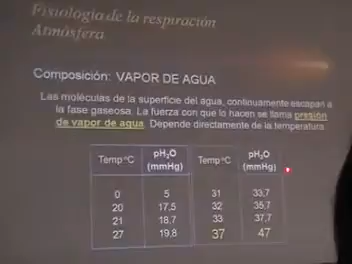 Fisiología de la respiración
Atmósfera
Composición: VAPOR DE AGUA
Las moléculas de la superficie del agua, continuamente escapan a
la fase gaseosa. La fuerza con que lo hacen se llama presión
de vapor de agua. Depende directamente de la temperatura
Temp ºC pH₂O (mmHg) Temp ºC pH₂O (mmHg)
0 5 31 33,7
20 17,5 32 35,7
21 18,7 33 37,7
27 19,8 37 47